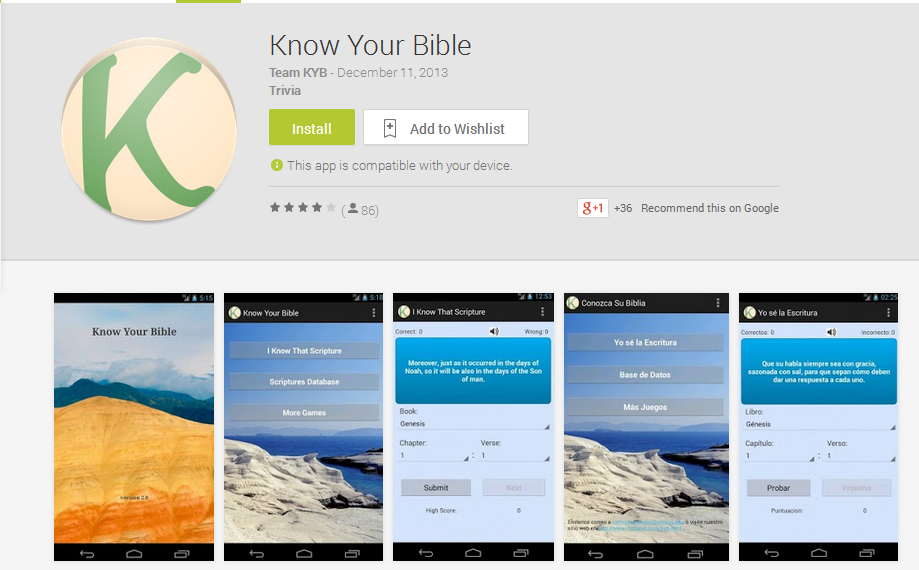 Know Your Bible
Team KYB - December 11, 2013
Trivia
Install
Add to Wishlist
This app is compatible with your device.
(86)
g+1 +36 Recommend this on Google
5:15
Know Your Bible
version 2.8
5:18
Know Your Bible
I Know That Scripture
Scriptures Database
More Games
12:53
I Know That Scripture
Correct: 0 Wrong: 0
Moreover, just as it occurred in the days of
Noah, so it will be also in the days of the Son
of man.
Book:
Genesis
Chapter: Verse:
1 : 1
Submit Next
High Score: 0
Conozca Su Biblia
Yo sé la Escritura
Base de Datos
Más Juegos
Envíenos correo a o visite nuestro
sitio web en
02:25
Yo sé la Escritura
Correctos: 0 Incorrecto: 0
Que su habla siempre sea con gracia,
sazonada con sal, para que sepan cómo deben
dar una respuesta a cada uno.
Libro:
Génesis
Capítulo: Verso:
1 : 1
Probar Próximo
Puntuacion: 0